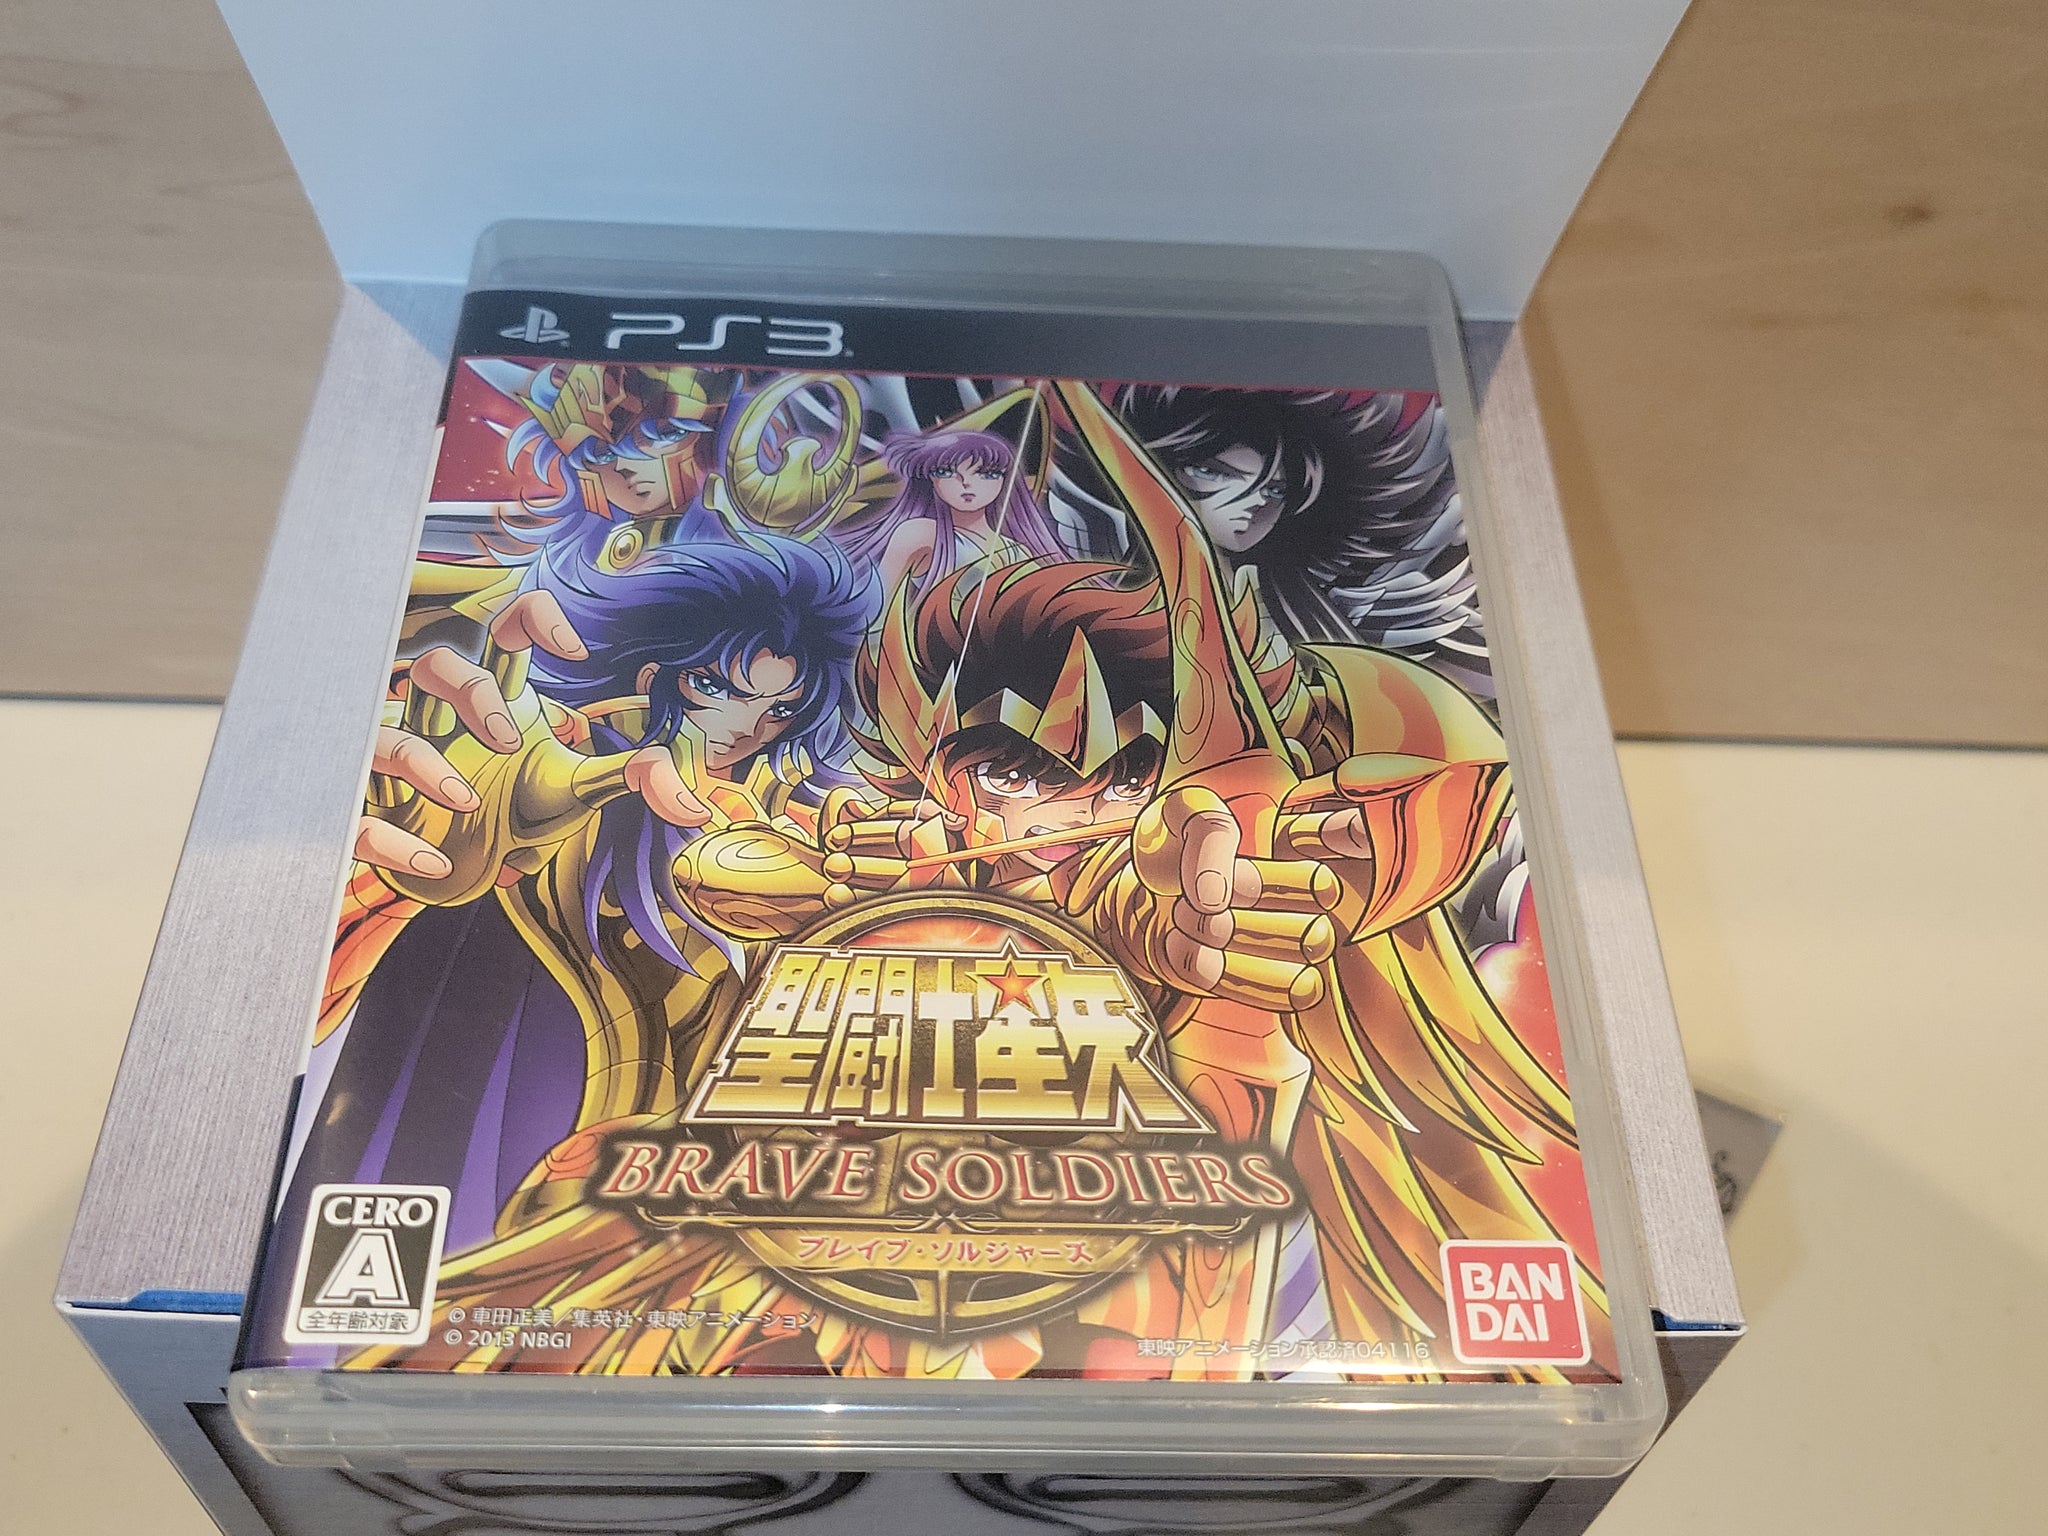 PS3
聖闘士星矢
BRAVE SOLDIERS
ブレイブ・ソルジャーズ
CERO
A
全年齢対象
© 車田正美／集英社・東映アニメーション
© 2013 NBGI
東映アニメーション承認済04116
BAN
DAI